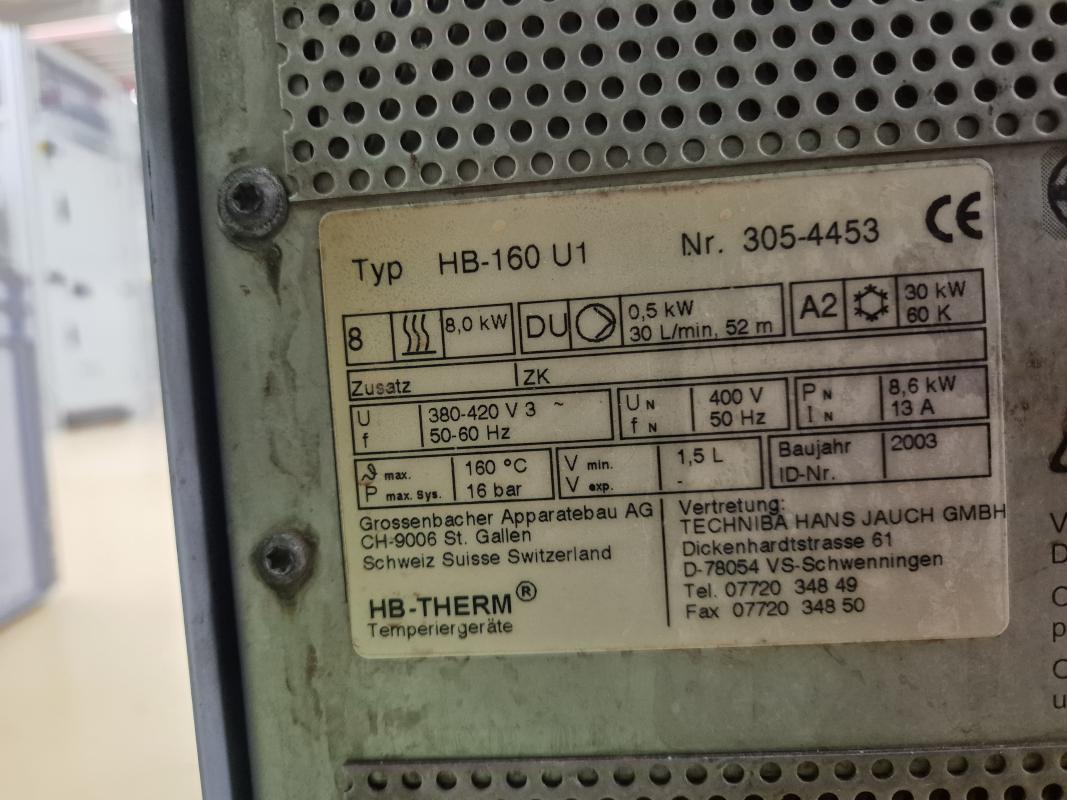 Typ HB-160 U1 Nr. 305-4453 CE
8 8,0 kW DU 0,5 kW A2 30 kW
30 L/min, 52 m 60 K
Zusatz ZK
U 380-420 V 3 ~ U N 400 V P N 8,6 kW
f 50-60 Hz f N 50 Hz I N 13 A
ϑ max. 160 °C V min. 1,5 L Baujahr 2003
P max. Sys. 16 bar V exp. - ID-Nr.
Grossenbacher Apparatebau AG
CH-9006 St. Gallen
Schweiz Suisse Switzerland
HB-THERM®
Temperiergeräte
Vertretung:
TECHNIBA HANS JAUCH GMBH
Dickenhardtstrasse 61
D-78054 VS-Schwenningen
Tel. 07720 348 49
Fax 07720 348 50